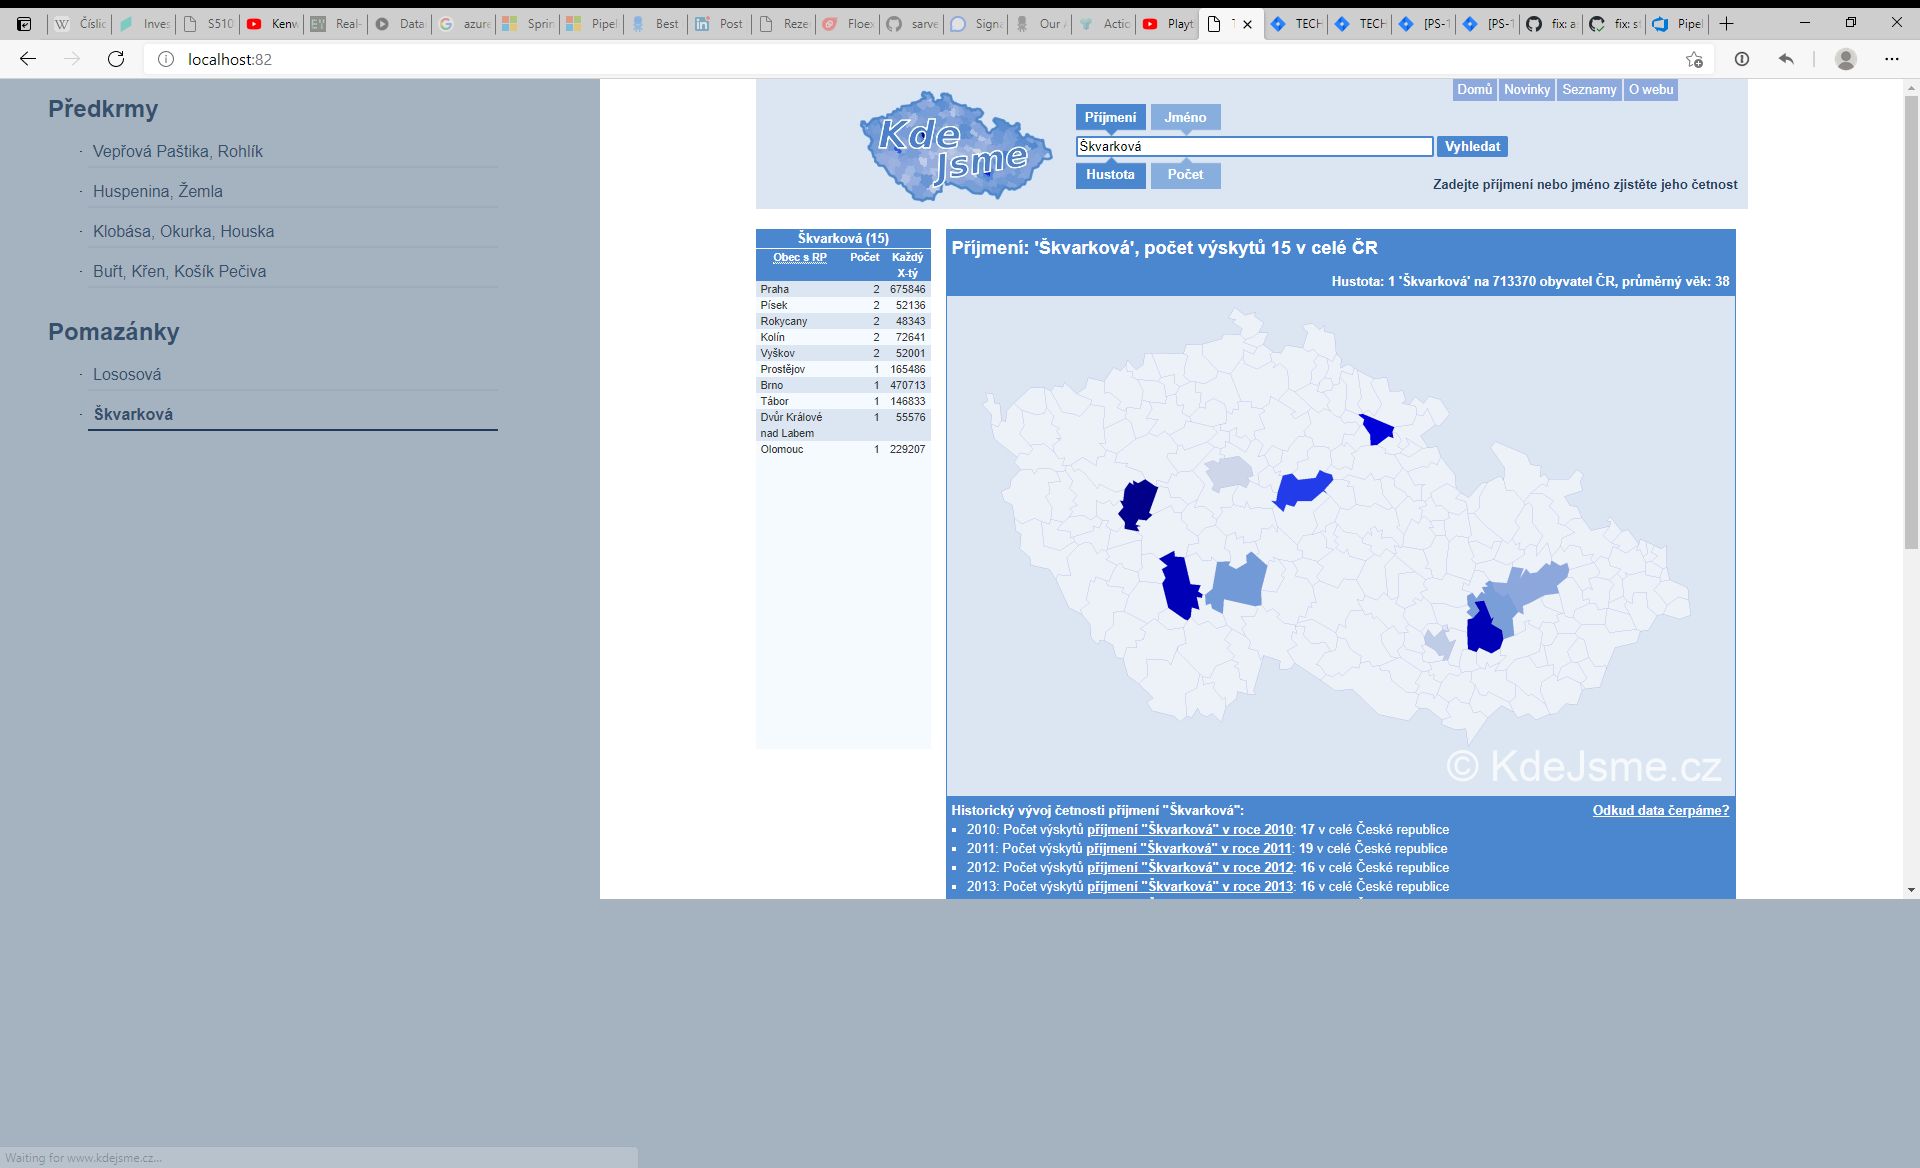 Číslic
Inves
S510
Kenw
Real-
Data
azure
Sprin
Pipel
Best
Post
Reze
Floex
sarve
Signa
Our A
Actio
Playt
T
TECH
TECH
[PS-1
[PS-1
fix: a
fix: st
Pipel
localhost:82
Předkrmy
· Vepřová Paštika, Rohlík
· Huspenina, Žemla
· Klobása, Okurka, Houska
· Buřt, Křen, Košík Pečiva
Pomazánky
· Lososová
· Škvarková
Domů Novinky Seznamy O webu
Kde
Jsme
Příjmení Jméno
Škvarková Vyhledat
Hustota Počet
Zadejte příjmení nebo jméno zjistěte jeho četnost
Škvarková (15)
Obec s RP Počet Každý
X-tý
Praha 2 675846
Písek 2 52136
Rokycany 2 48343
Kolín 2 72641
Vyškov 2 52001
Prostějov 1 165486
Brno 1 470713
Tábor 1 146833
Dvůr Králové 1 55576
nad Labem
Olomouc 1 229207
Příjmení: 'Škvarková', počet výskytů 15 v celé ČR
Hustota: 1 'Škvarková' na 713370 obyvatel ČR, průměrný věk: 38
© KdeJsme.cz
Historický vývoj četnosti příjmení "Škvarková": Odkud data čerpáme?
▪ 2010: Počet výskytů příjmení "Škvarková" v roce 2010: 17 v celé České republice
▪ 2011: Počet výskytů příjmení "Škvarková" v roce 2011: 19 v celé České republice
▪ 2012: Počet výskytů příjmení "Škvarková" v roce 2012: 16 v celé České republice
▪ 2013: Počet výskytů příjmení "Škvarková" v roce 2013: 16 v celé České republice
Waiting for www.kdejsme.cz...